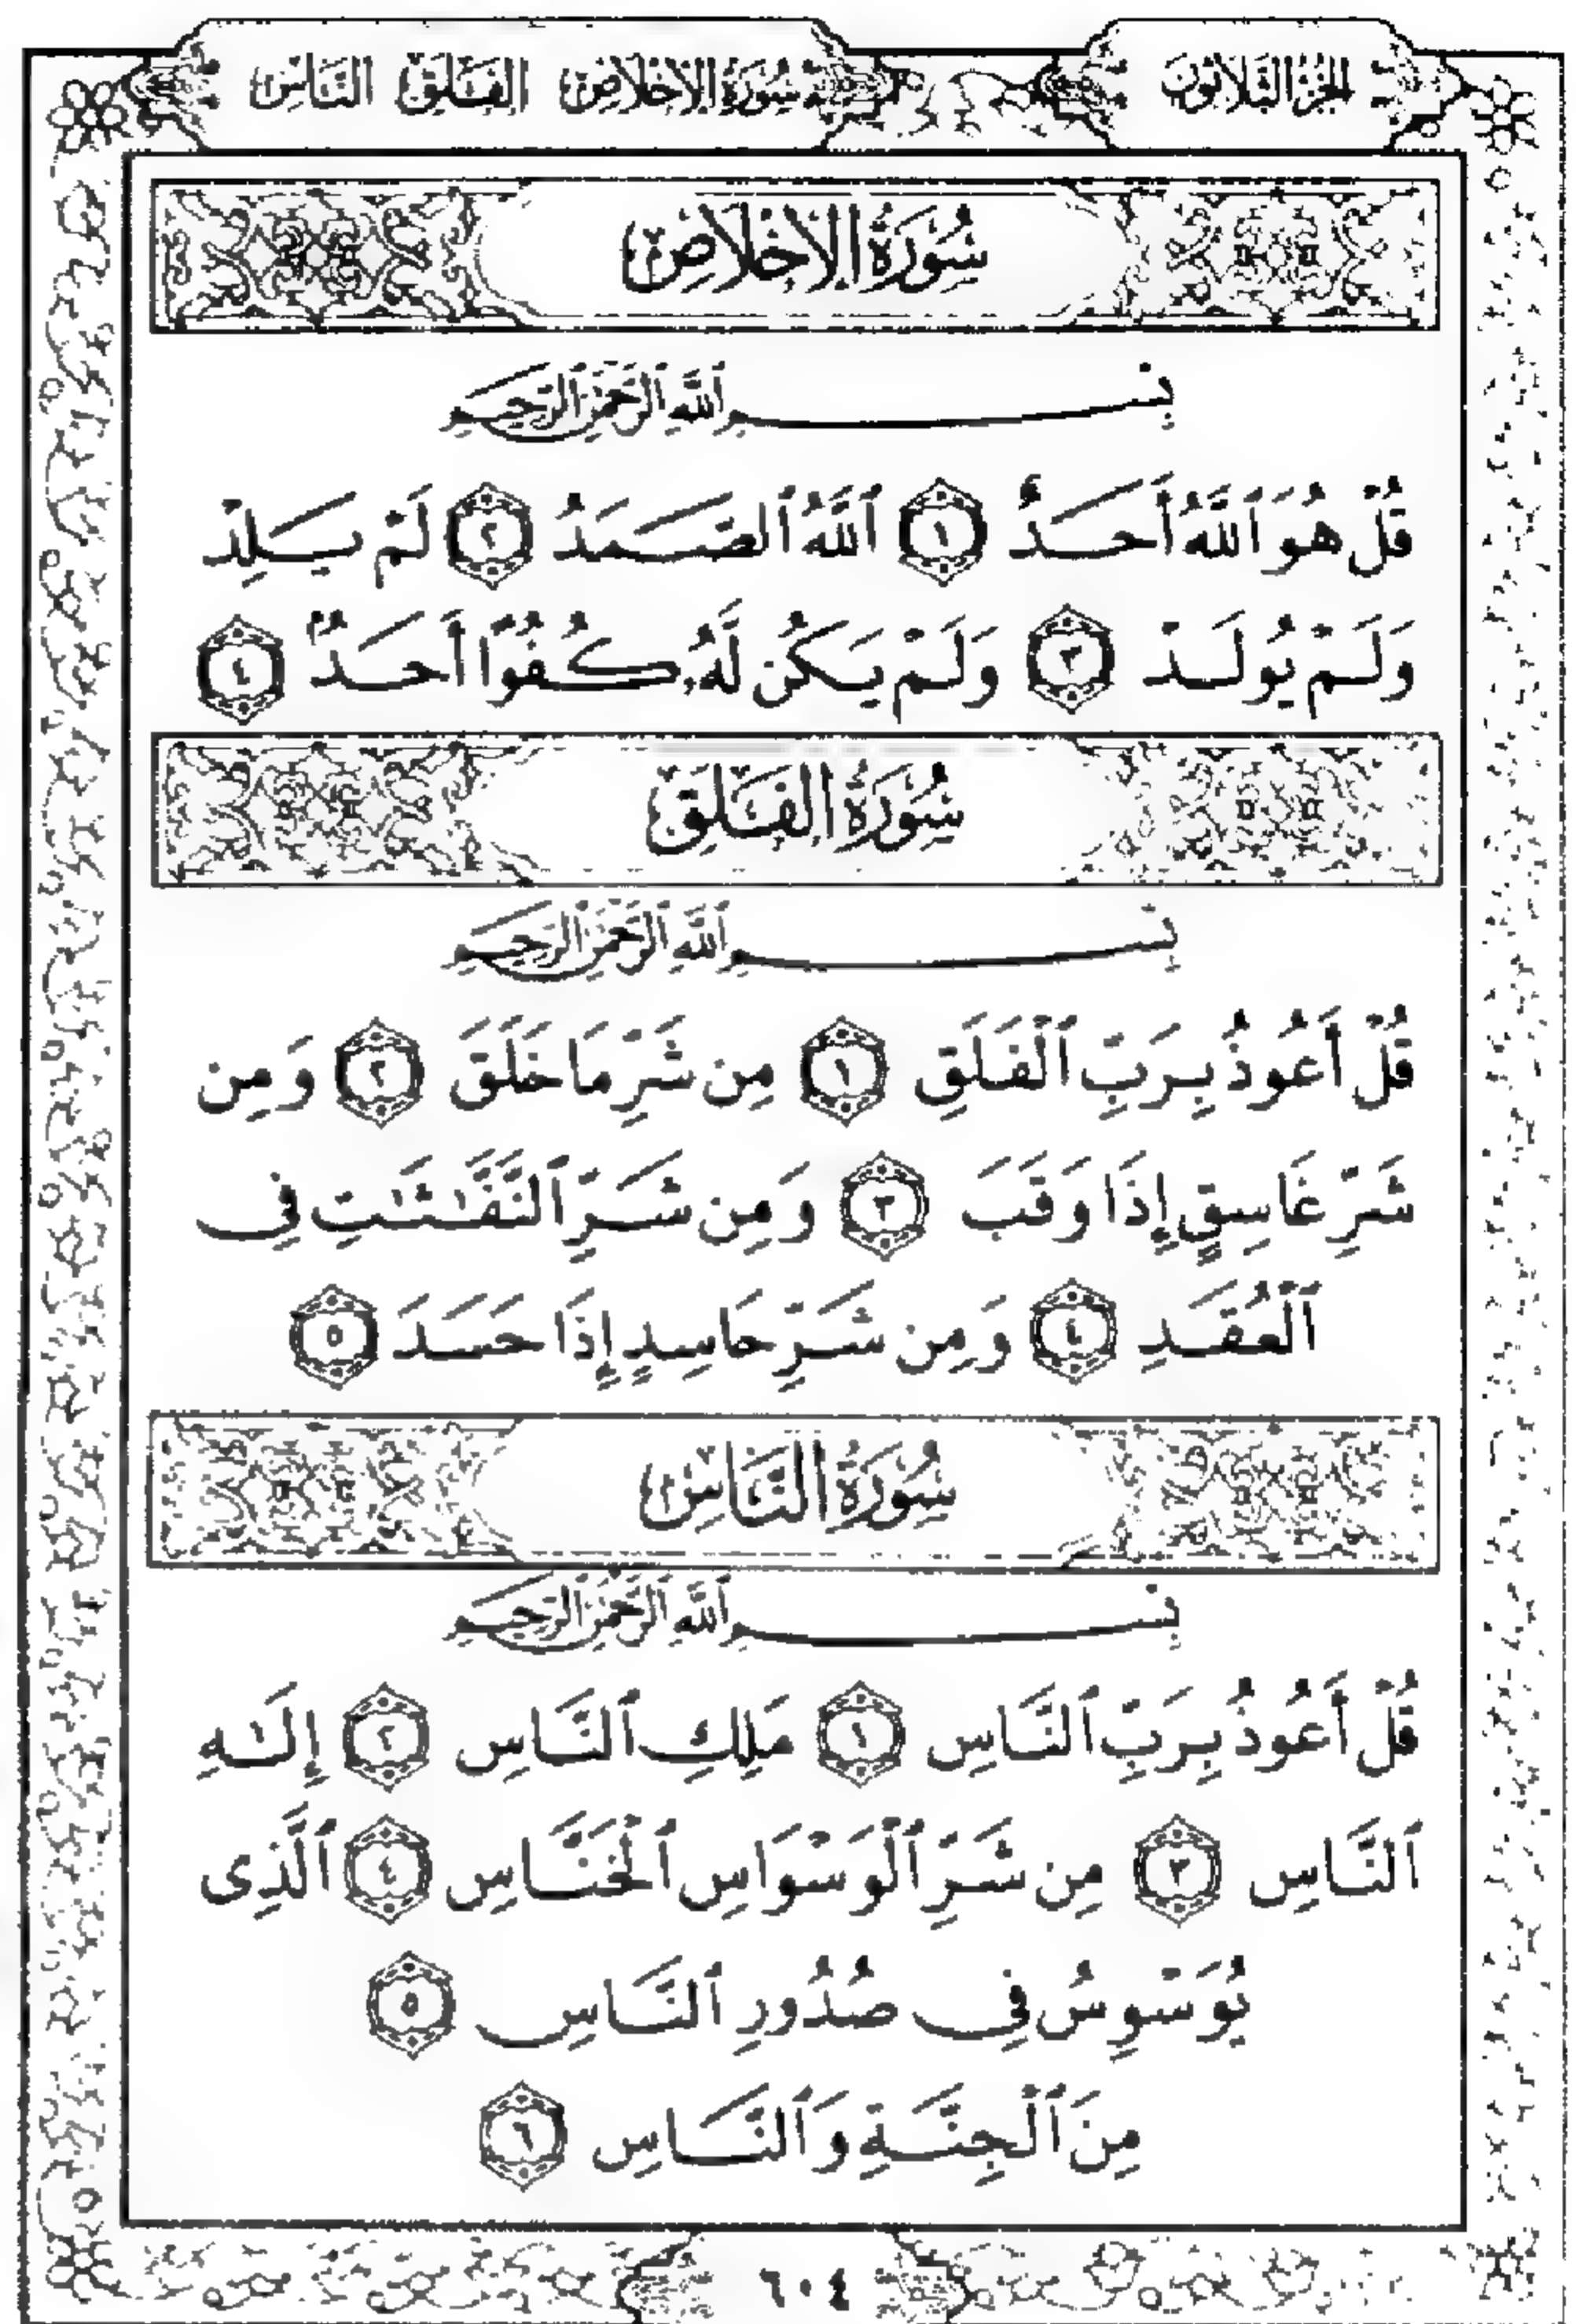 الجزء الثلاثون
سورة الإخلاص الفلق الناس
سُورَةُ الإِخْلَاصِ
بِسْمِ ٱللَّهِ ٱلرَّحْمَٰنِ ٱلرَّحِيمِ
قُلْ هُوَ ٱللَّهُ أَحَدٌ ١ ٱللَّهُ ٱلصَّمَدُ ٢ لَمْ يَلِدْ
وَلَمْ يُولَدْ ٣ وَلَمْ يَكُن لَّهُۥ كُفُوًا أَحَدٌۢ ٤
سُورَةُ الفَلَقِ
بِسْمِ ٱللَّهِ ٱلرَّحْمَٰنِ ٱلرَّحِيمِ
قُلْ أَعُوذُ بِرَبِّ ٱلْفَلَقِ ١ مِن شَرِّ مَا خَلَقَ ٢ وَمِن
شَرِّ غَاسِقٍ إِذَا وَقَبَ ٣ وَمِن شَرِّ ٱلنَّفَّٰثَٰتِ فِى
ٱلْعُقَدِ ٤ وَمِن شَرِّ حَاسِدٍ إِذَا حَسَدَ ٥
سُورَةُ النَّاسِ
بِسْمِ ٱللَّهِ ٱلرَّحْمَٰنِ ٱلرَّحِيمِ
قُلْ أَعُوذُ بِرَبِّ ٱلنَّاسِ ١ مَلِكِ ٱلنَّاسِ ٢ إِلَٰهِ
ٱلنَّاسِ ٣ مِن شَرِّ ٱلْوَسْوَاسِ ٱلْخَنَّاسِ ٤ ٱلَّذِى
يُوَسْوِسُ فِى صُدُورِ ٱلنَّاسِ ٥
مِنَ ٱلْجِنَّةِ وَٱلنَّاسِ ٦
٦٠٤